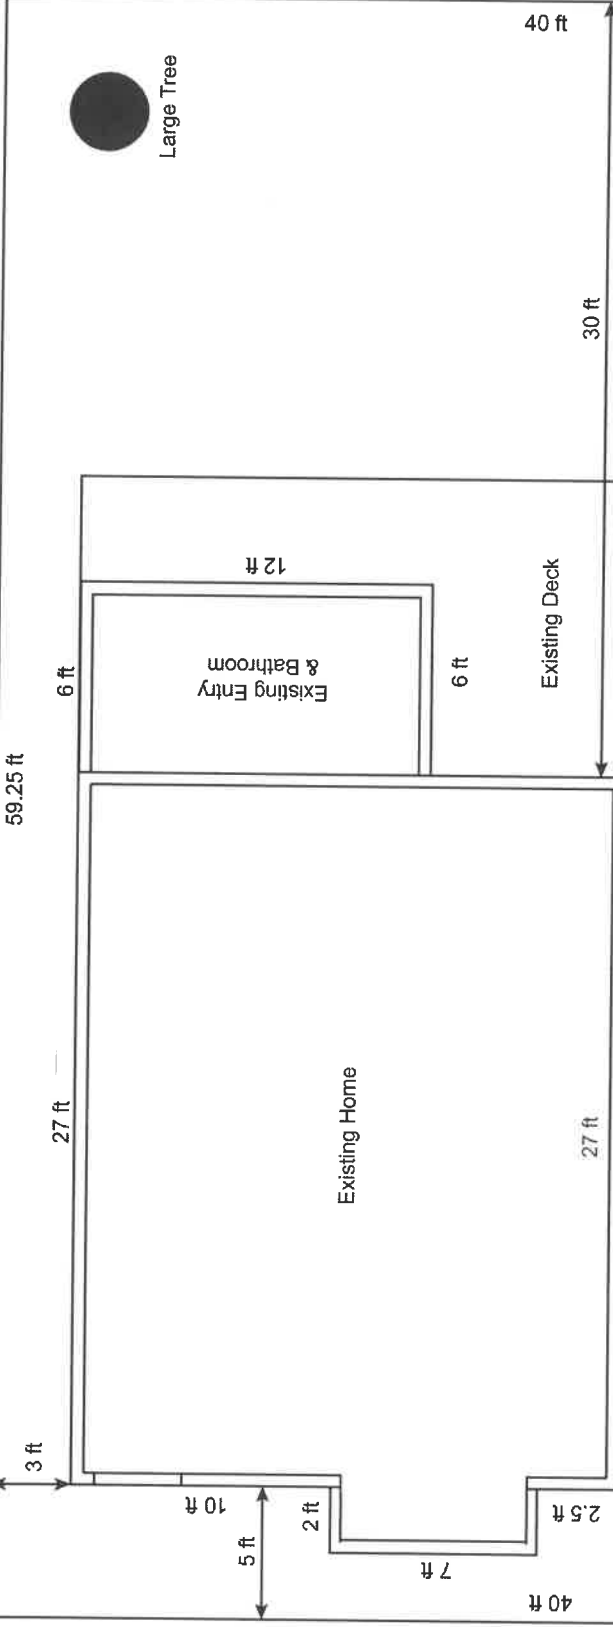 40 ft
Large Tree
30 ft
12 ft
6 ft
Existing Entry
& Bathroom
6 ft
Existing Deck
59.25 ft
27 ft
Existing Home
27 ft
3 ft
10 ft
2 ft
2.5 ft
5 ft
7 ft
40 ft